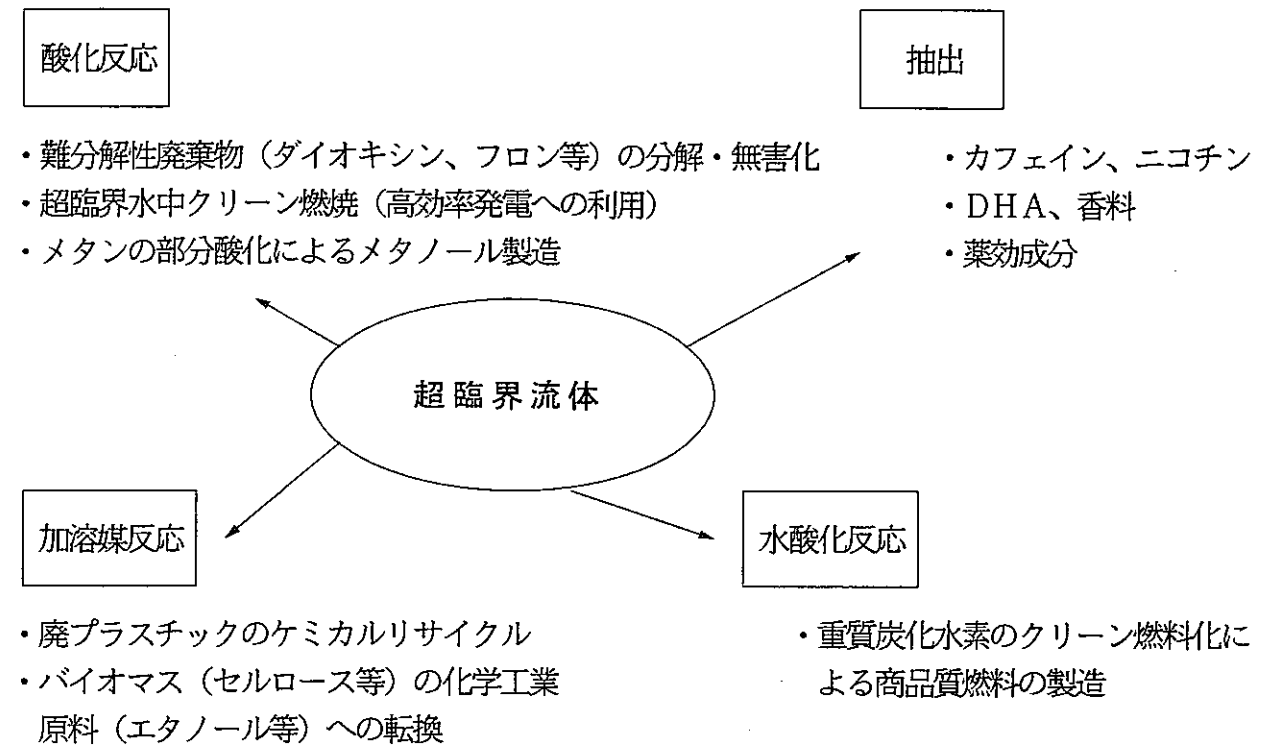 酸化反応
・難分解性廃棄物（ダイオキシン、フロン等）の分解・無害化
・超臨界水中クリーン燃焼（高効率発電への利用）
・メタンの部分酸化によるメタノール製造
抽出
・カフェイン、ニコチン
・DHA、香料
・薬効成分
超臨界流体
加溶媒反応
・廃プラスチックのケミカルリサイクル
・バイオマス（セルロース等）の化学工業
原料（エタノール等）への転換
水酸化反応
・重質炭化水素のクリーン燃料化に
よる商品質燃料の製造